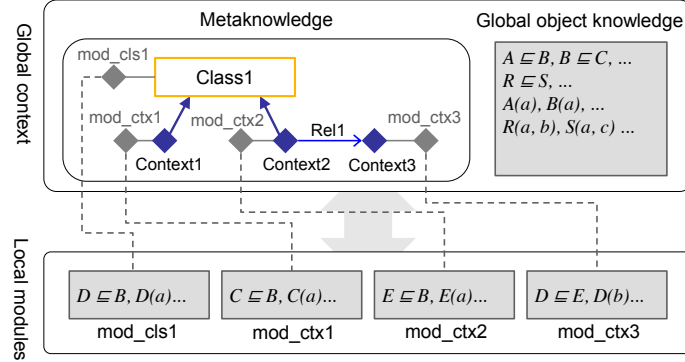 Metaknowledge
Global object knowledge
Global context
mod_cls1
Class1
A ⊑ B, B ⊑ C, ...
R ⊑ S, ...
A(a), B(a), ...
R(a, b), S(a, c) ...
mod_ctx1
mod_ctx2
Rel1
mod_ctx3
Context1
Context2
Context3
Local modules
D ⊑ B, D(a)...
C ⊑ B, C(a)...
E ⊑ B, E(a)...
D ⊑ E, D(b)...
mod_cls1
mod_ctx1
mod_ctx2
mod_ctx3